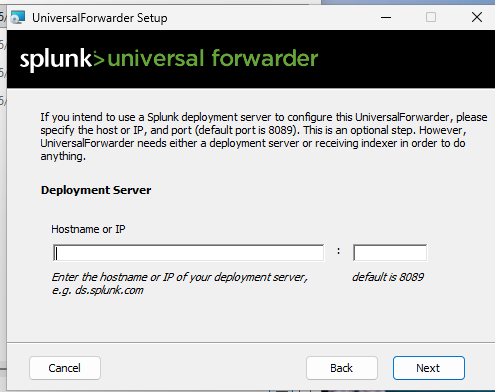 UniversalForwarder Setup
splunk>universal forwarder
If you intend to use a Splunk deployment server to configure this UniversalForwarder, please
specify the host or IP, and port (default port is 8089). This is an optional step. However,
UniversalForwarder needs either a deployment server or receiving indexer in order to do
anything.
Deployment Server
Hostname or IP
:
Enter the hostname or IP of your deployment server,
e.g. ds.splunk.com
default is 8089
Cancel
Back
Next